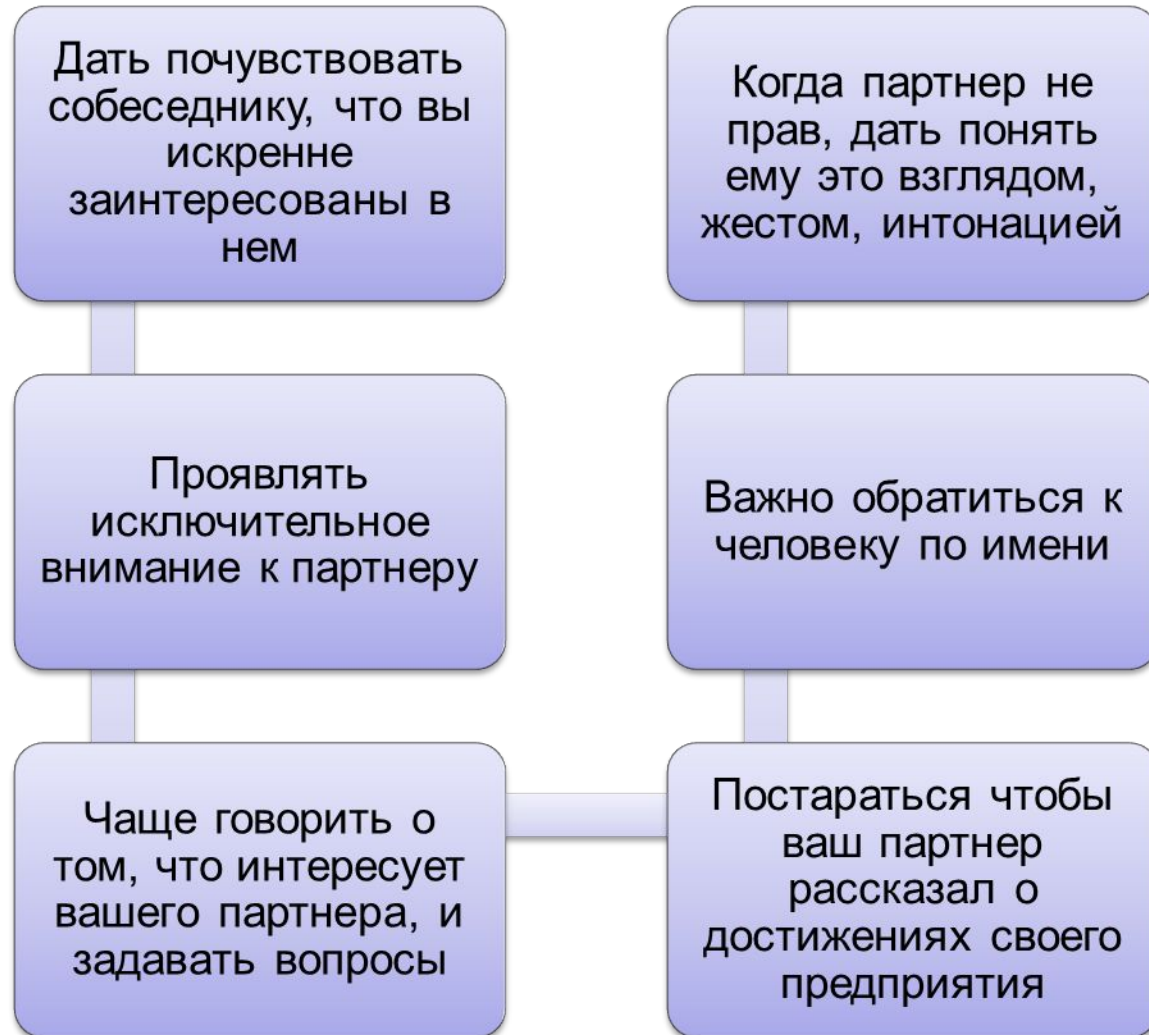 Дать почувствовать
собеседнику, что вы
искренне
заинтересованы в
нем
Проявлять
исключительное
внимание к партнеру
Чаще говорить о
том, что интересует
вашего партнера, и
задавать вопросы
Постараться чтобы
ваш партнер
рассказал о
достижениях своего
предприятия
Важно обратиться к
человеку по имени
Когда партнер не
прав, дать понять
ему это взглядом,
жестом, интонацией